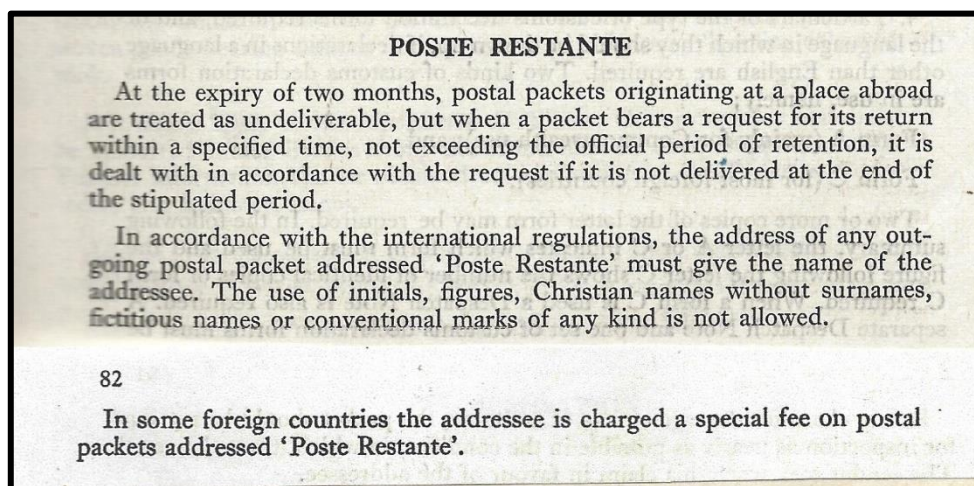 POSTE RESTANTE
At the expiry of two months, postal packets originating at a place abroad
are treated as undeliverable, but when a packet bears a request for its return
within a specified time, not exceeding the official period of retention, it is
dealt with in accordance with the request if it is not delivered at the end of
the stipulated period.
In accordance with the international regulations, the address of any out-
going postal packet addressed ‘Poste Restante’ must give the name of the
addressee. The use of initials, figures, Christian names without surnames,
fictitious names or conventional marks of any kind is not allowed.
82
In some foreign countries the addressee is charged a special fee on postal
packets addressed ‘Poste Restante’.